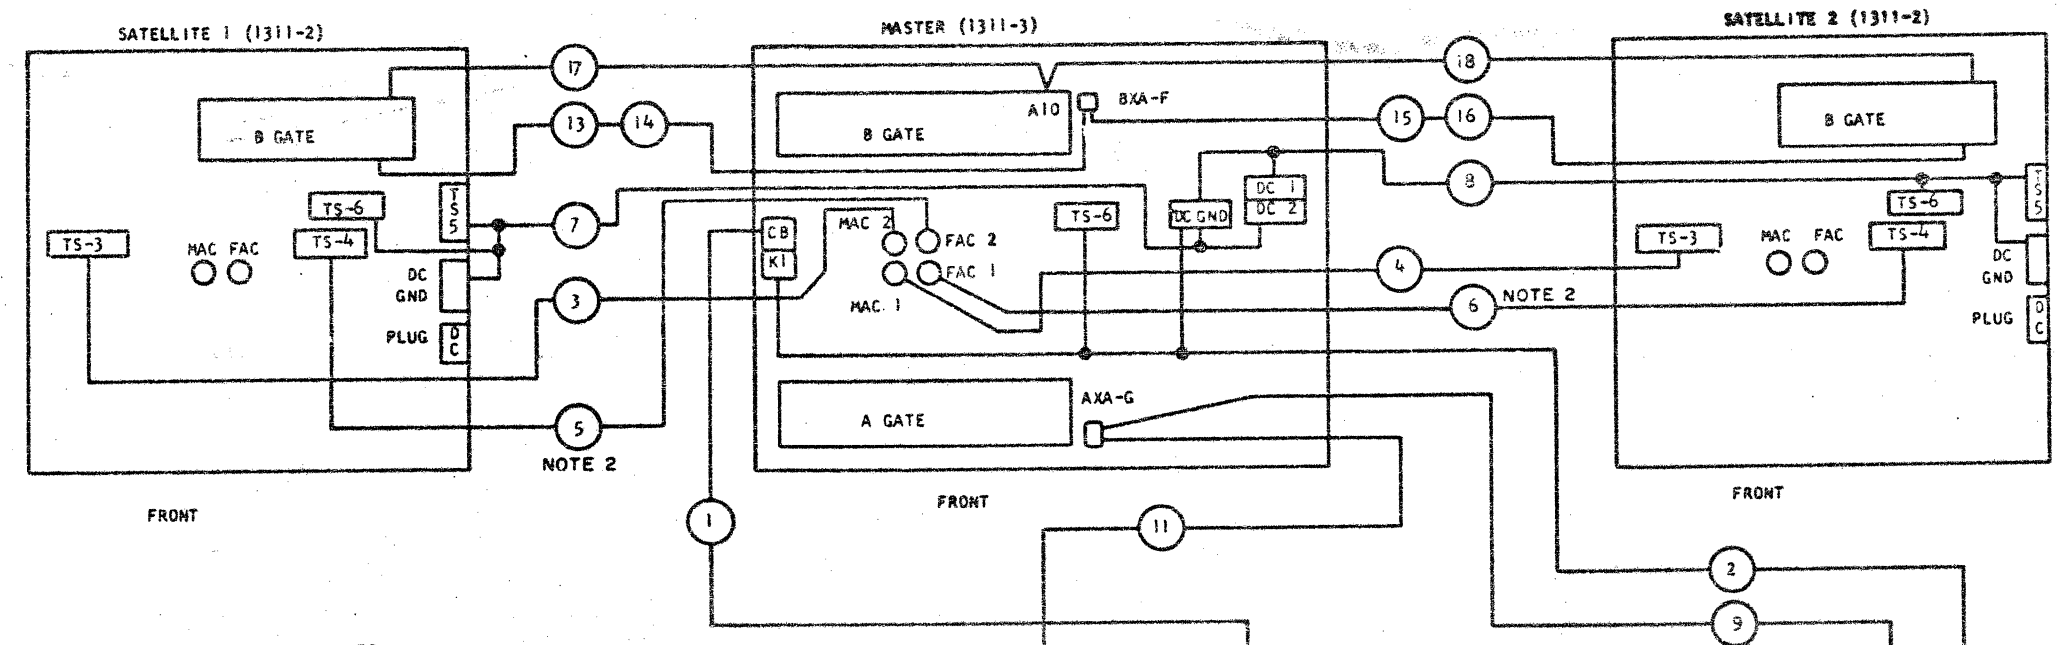 SATELLITE 1 (1311-2)
MASTER (1311-3)
SATELLITE 2 (1311-2)
17
18
13
14
A10
BXA-F
15
16
B GATE
B GATE
B GATE
TS-6
TS5
7
8
DC 1
DC 2
TS-6
DC GND
TS-6
TS5
TS-3
MAC FAC
TS-4
CB
K1
MAC 2
FAC 2
MAC 1
FAC 1
TS-3
MAC FAC
TS-4
DC
GND
3
4
6
NOTE 2
DC
GND
PLUG
DC
PLUG
DC
5
NOTE 2
A GATE
AXA-G
FRONT
FRONT
FRONT
1
11
2
9